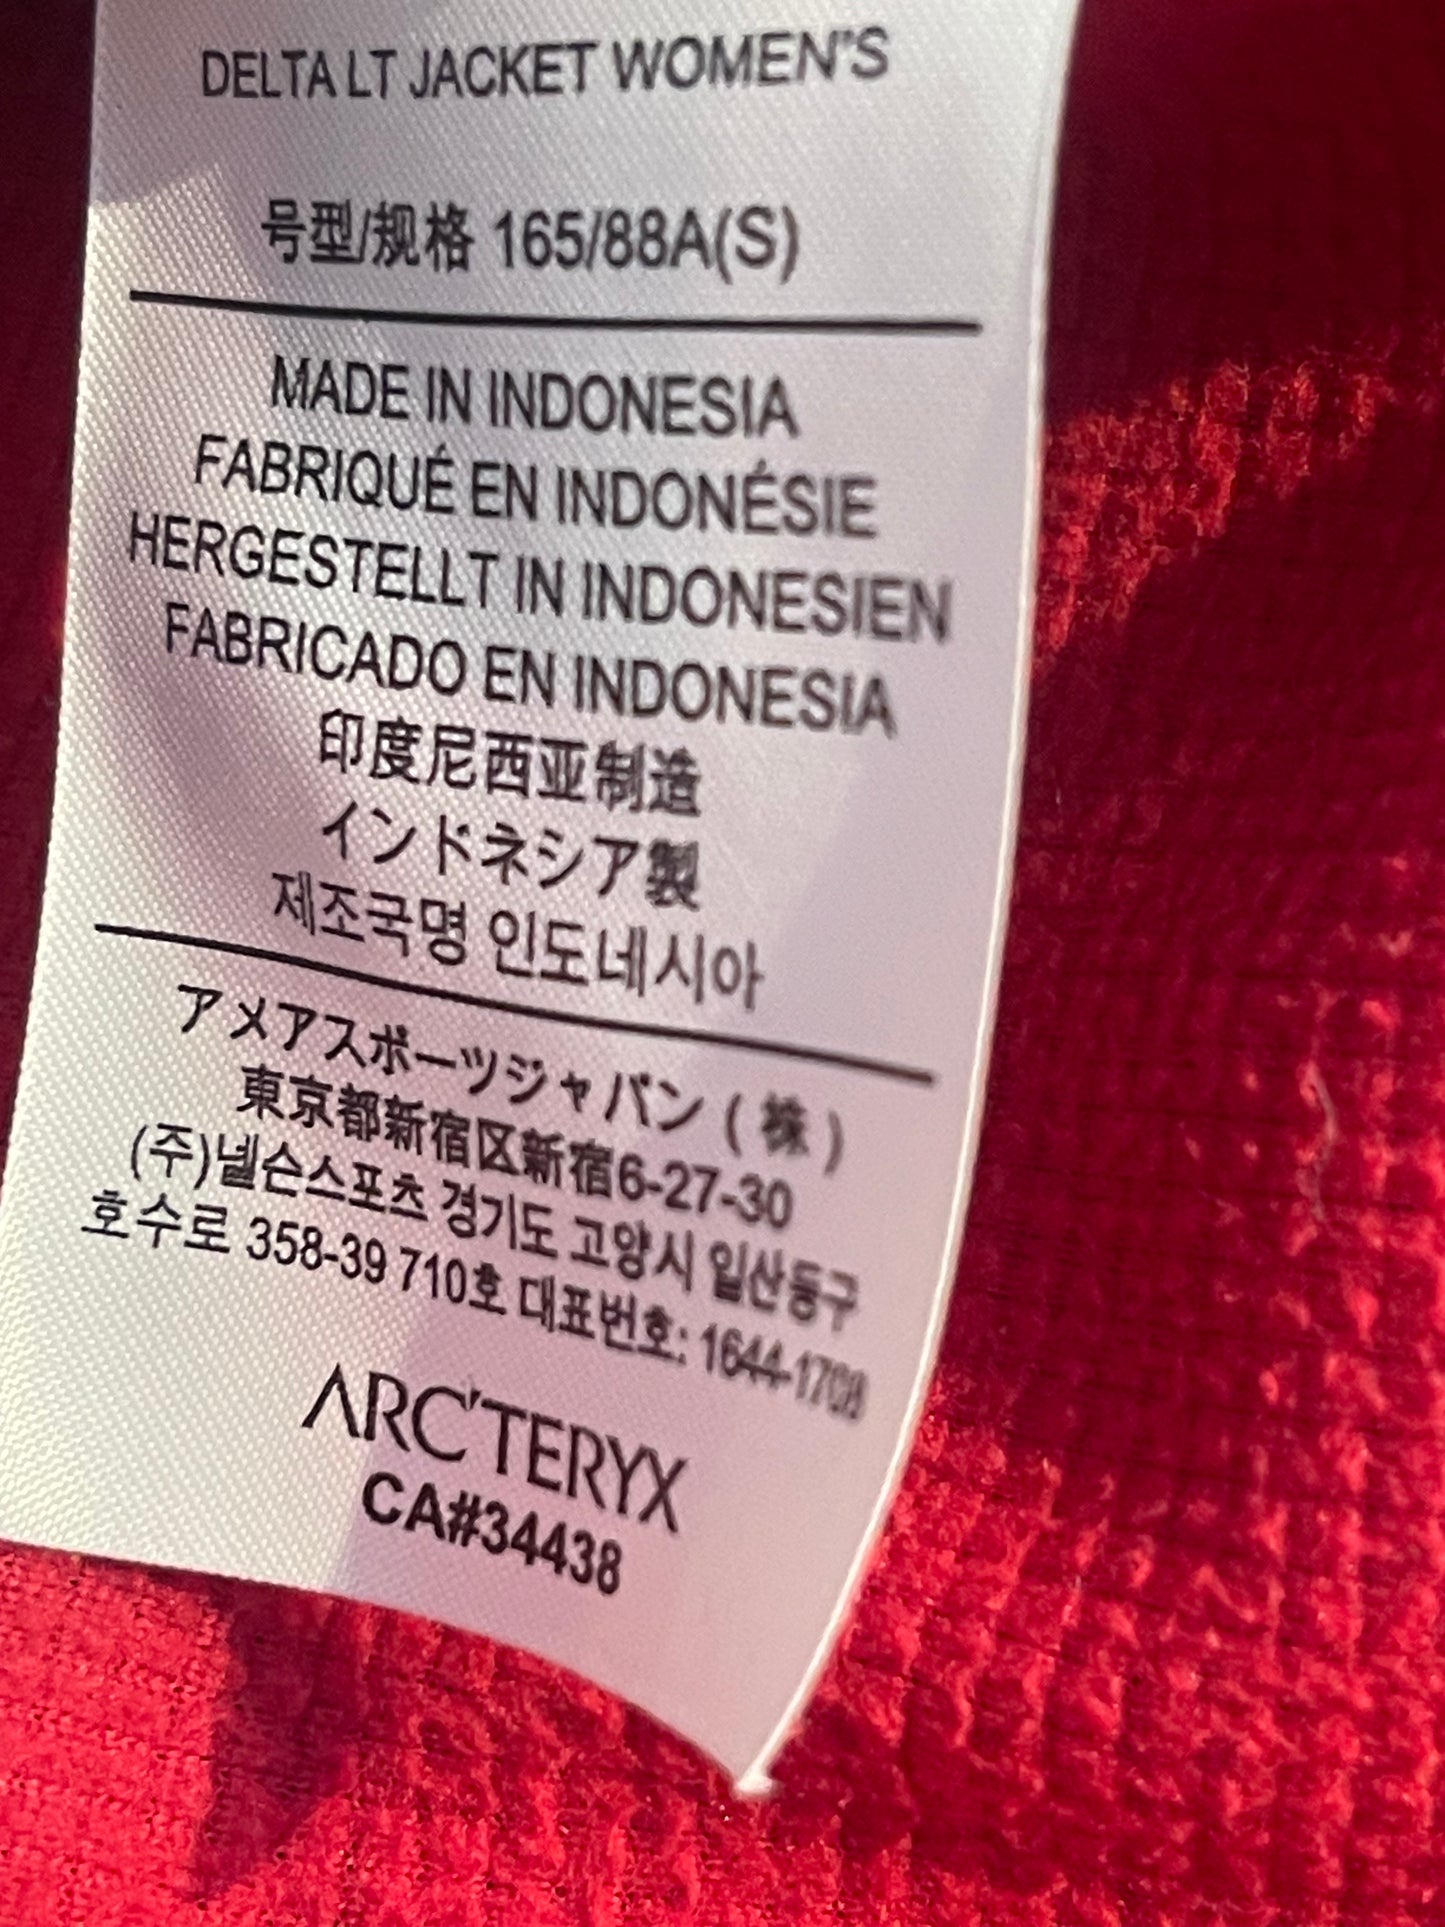 DELTA LT JACKET WOMEN'S
号型/规格 165/88A(S)
MADE IN INDONESIA
FABRIQUÉ EN INDONÉSIE
HERGESTELLT IN INDONESIEN
FABRICADO EN INDONESIA
印度尼西亚制造
インドネシア製
제조국명 인도네시아
アメアスポーツジャパン(株)
東京都新宿区新宿6-27-30
(주)넬슨스포츠 경기도 고양시 일산동구
호수로 358-39 710호 대표번호: 1644-1708
ARC'TERYX
CA#34438